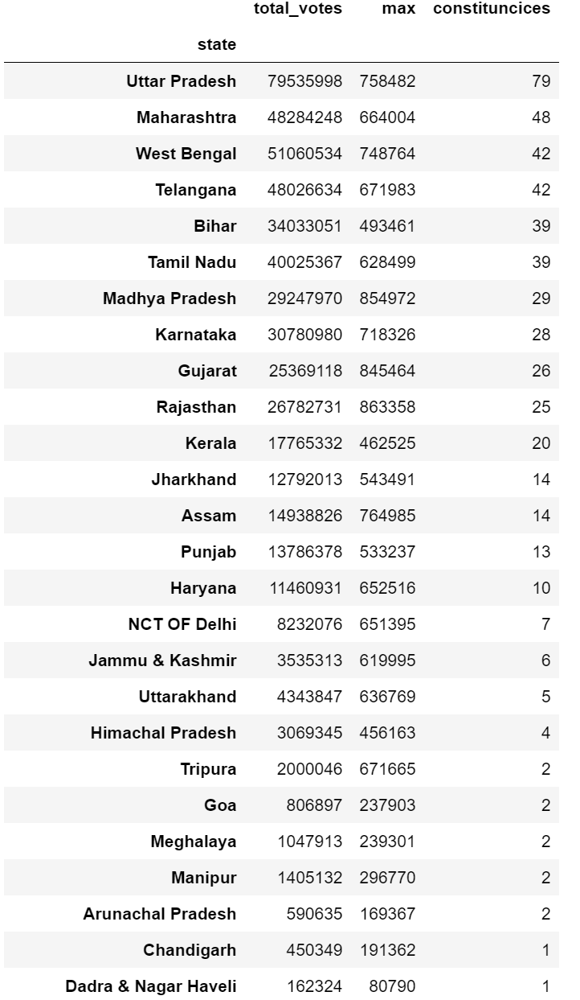 total_votes max constituncices
state
Uttar Pradesh 79535998 758482 79
Maharashtra 48284248 664004 48
West Bengal 51060534 748764 42
Telangana 48026634 671983 42
Bihar 34033051 493461 39
Tamil Nadu 40025367 628499 39
Madhya Pradesh 29247970 854972 29
Karnataka 30780980 718326 28
Gujarat 25369118 845464 26
Rajasthan 26782731 863358 25
Kerala 17765332 462525 20
Jharkhand 12792013 543491 14
Assam 14938826 764985 14
Punjab 13786378 533237 13
Haryana 11460931 652516 10
NCT OF Delhi 8232076 651395 7
Jammu & Kashmir 3535313 619995 6
Uttarakhand 4343847 636769 5
Himachal Pradesh 3069345 456163 4
Tripura 2000046 671665 2
Goa 806897 237903 2
Meghalaya 1047913 239301 2
Manipur 1405132 296770 2
Arunachal Pradesh 590635 169367 2
Chandigarh 450349 191362 1
Dadra & Nagar Haveli 162324 80790 1